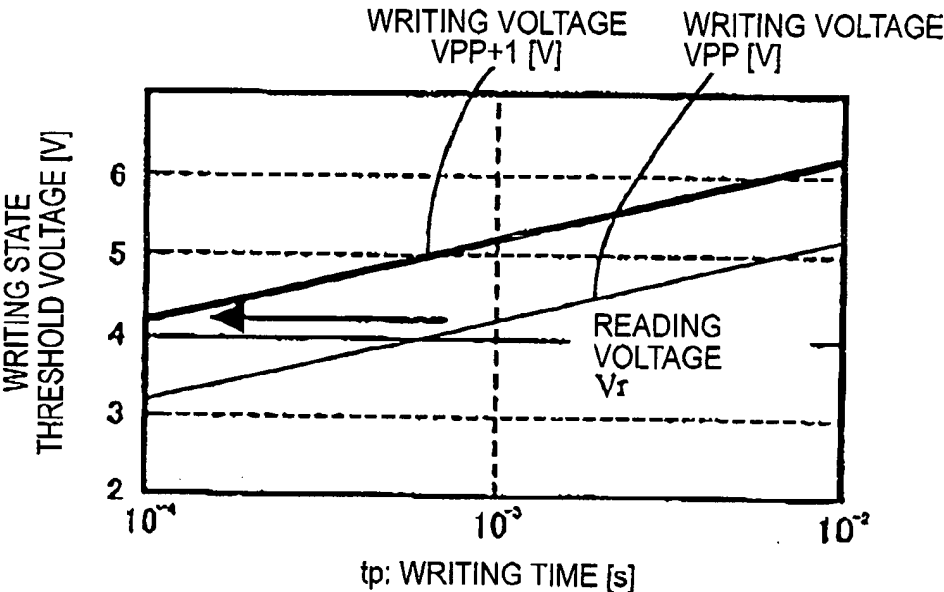 WRITING VOLTAGE
VPP+1 [V]
WRITING VOLTAGE
VPP [V]
WRITING STATE
THRESHOLD VOLTAGE [V]
6
5
4
3
2
READING
VOLTAGE
Vr
10⁻⁴
10⁻³
10⁻²
tp: WRITING TIME [s]